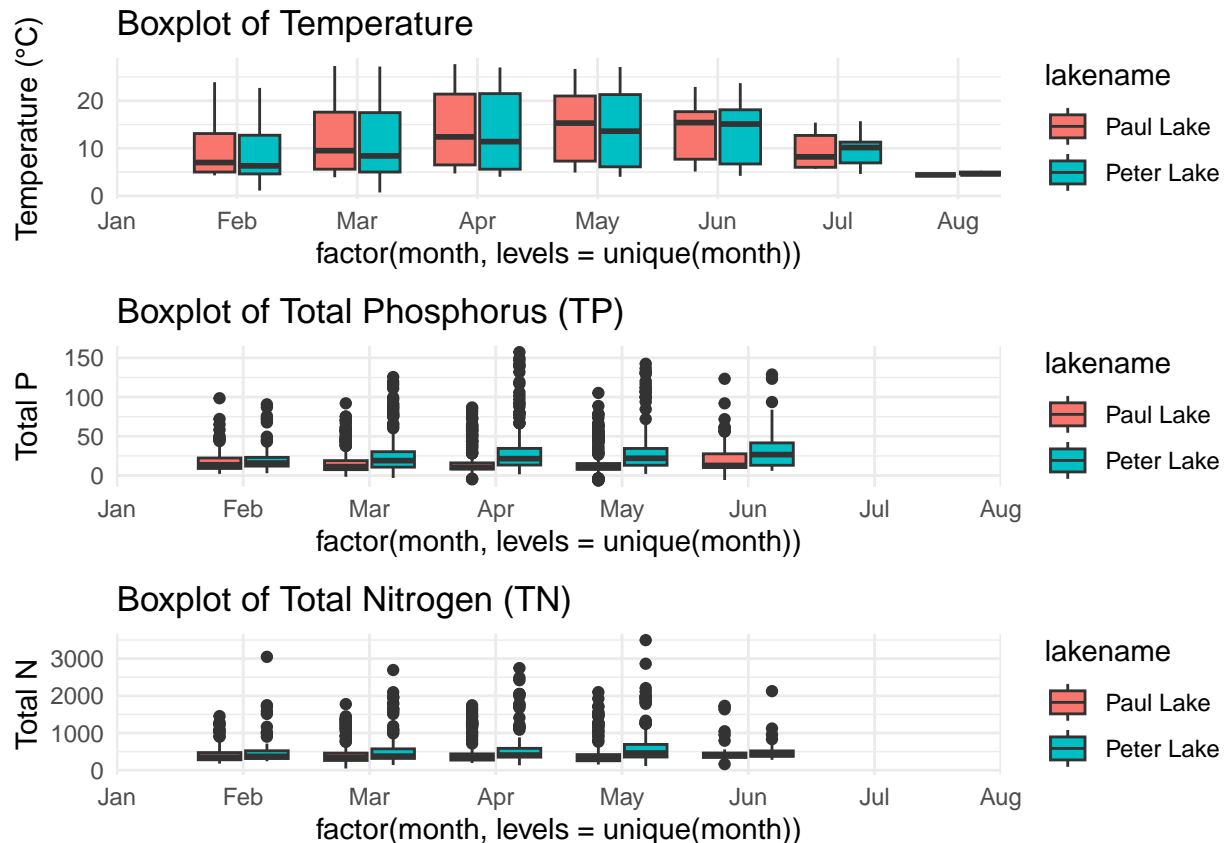 Boxplot of Temperature
Temperature (°C)
20
10
0
Jan Feb Mar Apr May Jun Jul Aug
factor(month, levels = unique(month))
lakename
Paul Lake
Peter Lake
Boxplot of Total Phosphorus (TP)
Total P
150
100
50
0
Jan Feb Mar Apr May Jun Jul Aug
factor(month, levels = unique(month))
lakename
Paul Lake
Peter Lake
Boxplot of Total Nitrogen (TN)
Total N
3000
2000
1000
0
Jan Feb Mar Apr May Jun Jul Aug
factor(month, levels = unique(month))
lakename
Paul Lake
Peter Lake